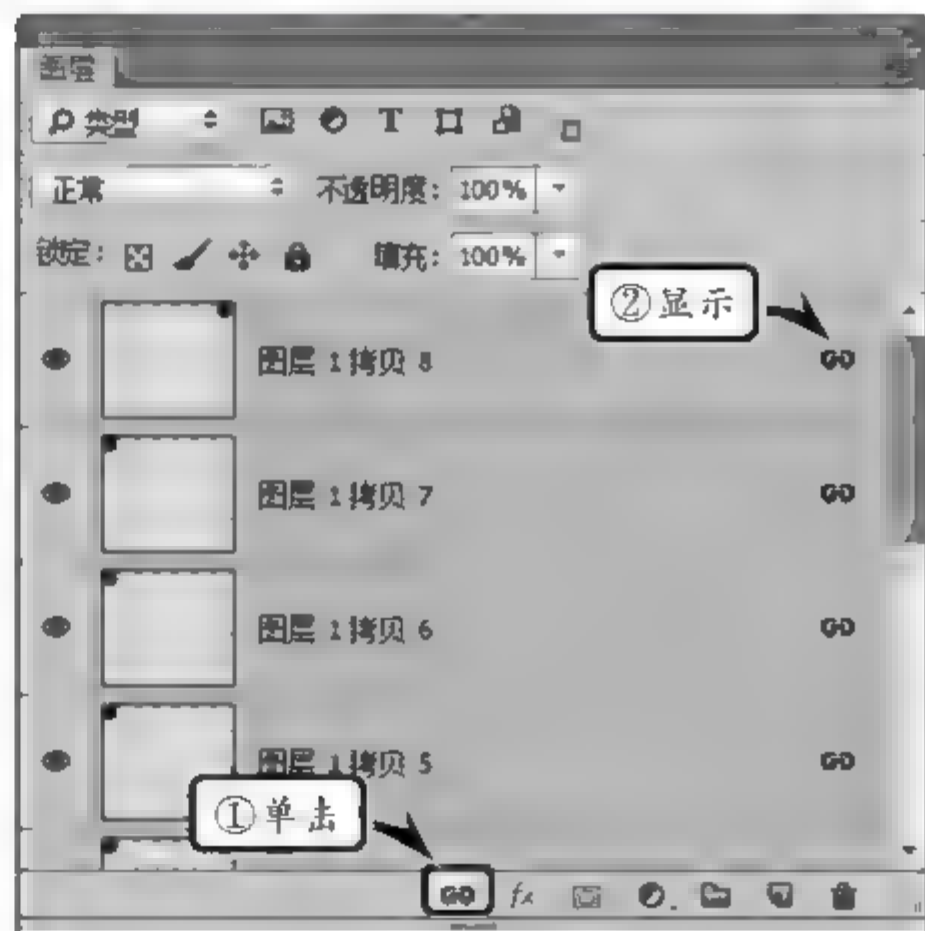 图层
类型 T
正常 不透明度: 100%
锁定: 填充: 100%
②显示
图层 1 拷贝 8
图层 1 拷贝 7
图层 1 拷贝 6
图层 1 拷贝 5
①单击
fx